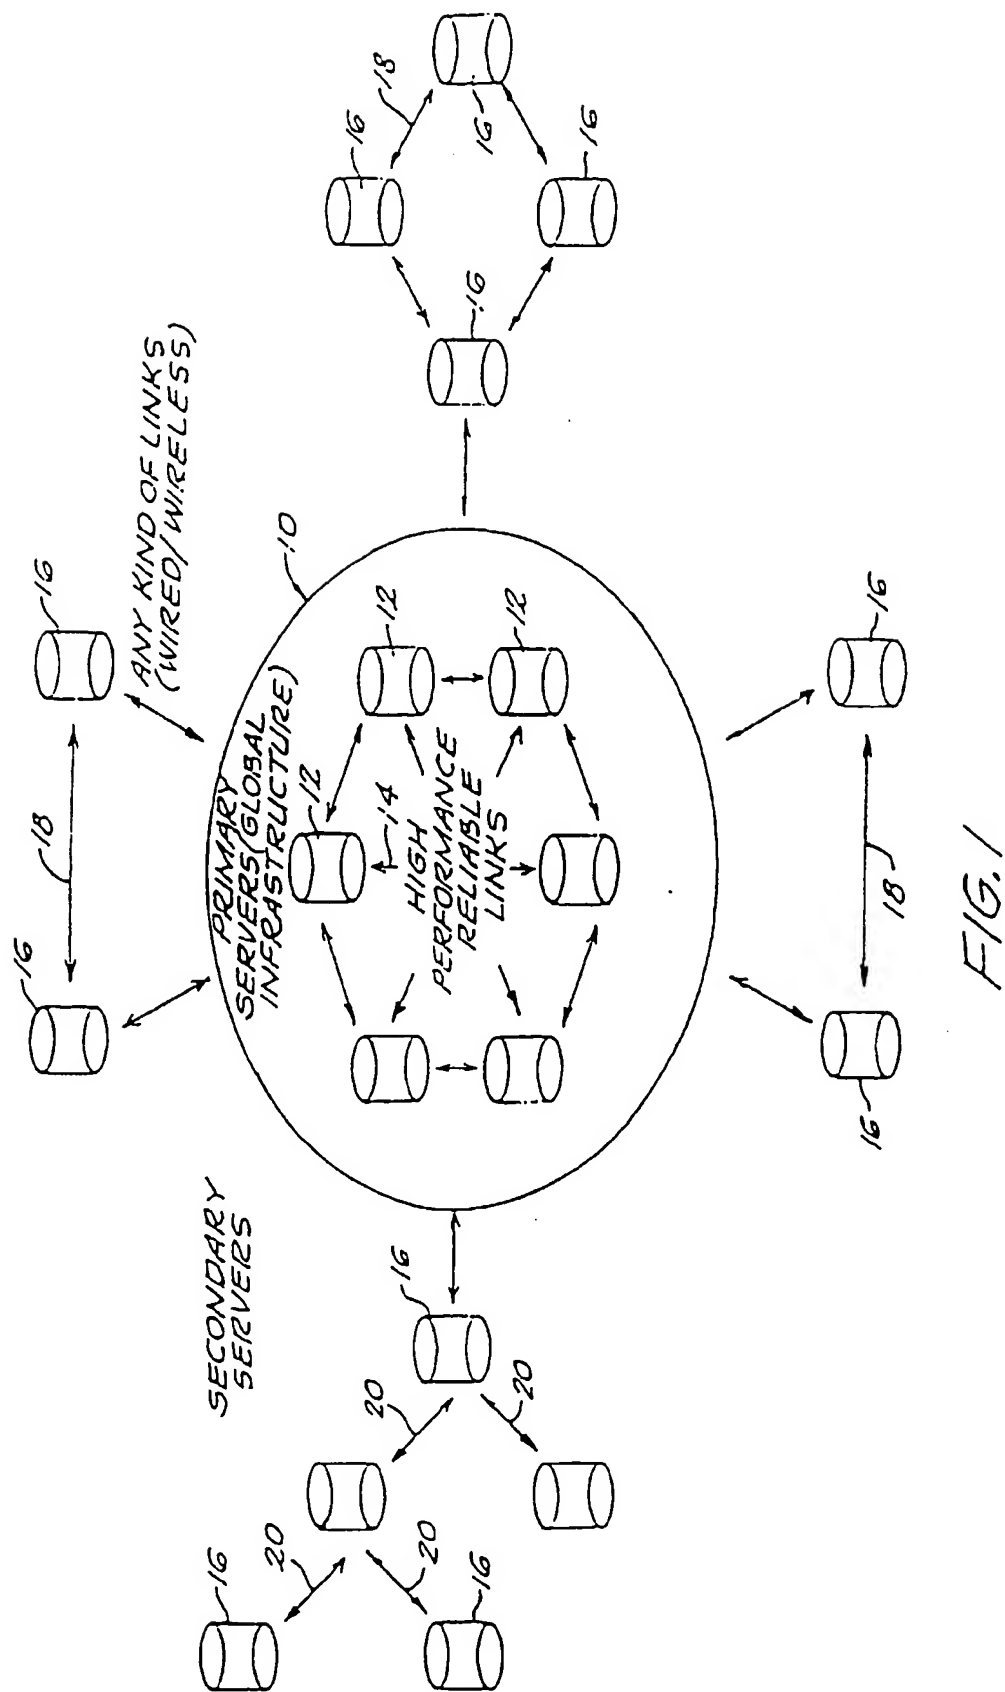 16
18
16
ANY KIND OF LINKS
(WIRED/WIRELESS)
SECONDARY
SERVERS
PRIMARY
SERVERS(GLOBAL
INFRASTRUCTURE)
10
16
20
12
16
18
20
14
12
16
HIGH
PERFORMANCE
RELIABLE
LINKS
20
16
16
16
20
12
16
16
18
16
FIG. 1